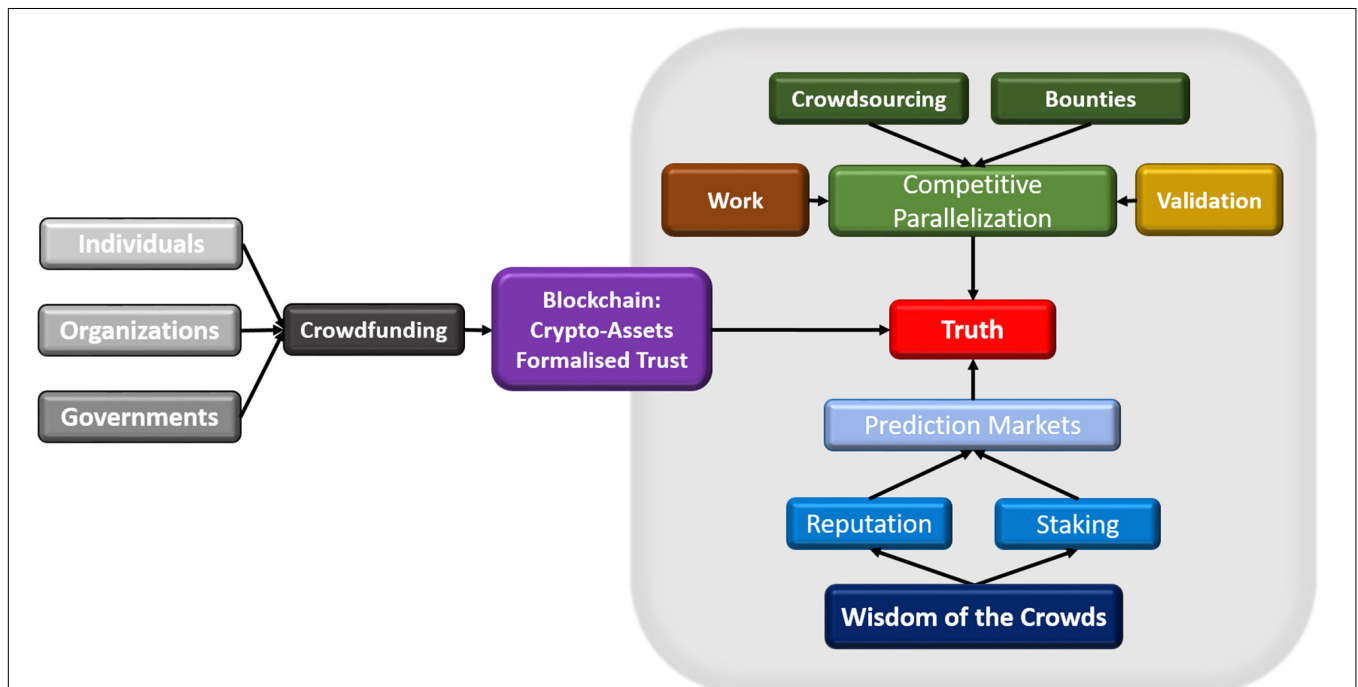 Crowdsourcing
Bounties
Work
Competitive
Parallelization
Validation
Individuals
Organizations
Governments
Crowdfunding
Blockchain:
Crypto-Assets
Formalised Trust
Truth
Prediction Markets
Reputation
Staking
Wisdom of the Crowds